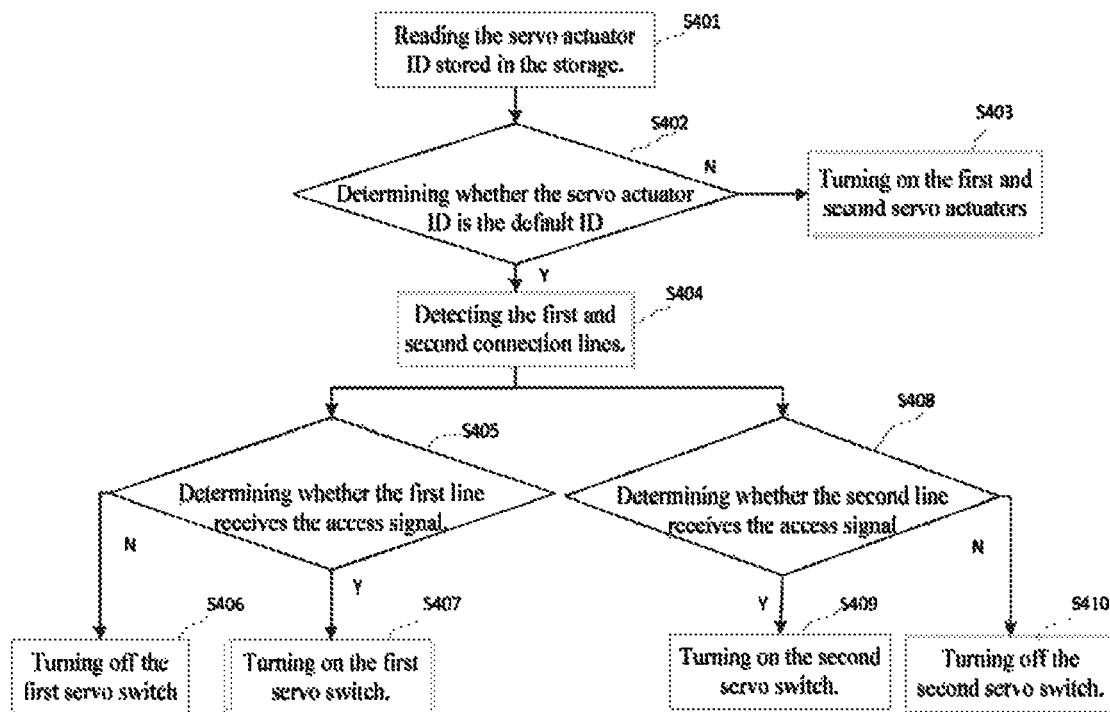 S401
Reading the servo actuator
ID stored in the storage.
S402
S403
N
Determining whether the servo actuator
ID is the default ID
Turning on the first and
second servo actuators
Y
S404
Detecting the first and
second connection lines.
S405
S408
Determining whether the first line
receives the access signal.
Determining whether the second line
receives the access signal
N
Y
Y
N
S406
S407
S409
S410
Turning off the
first servo switch
Turning on the first
servo switch.
Turning on the second
servo switch.
Turning off the
second servo switch.